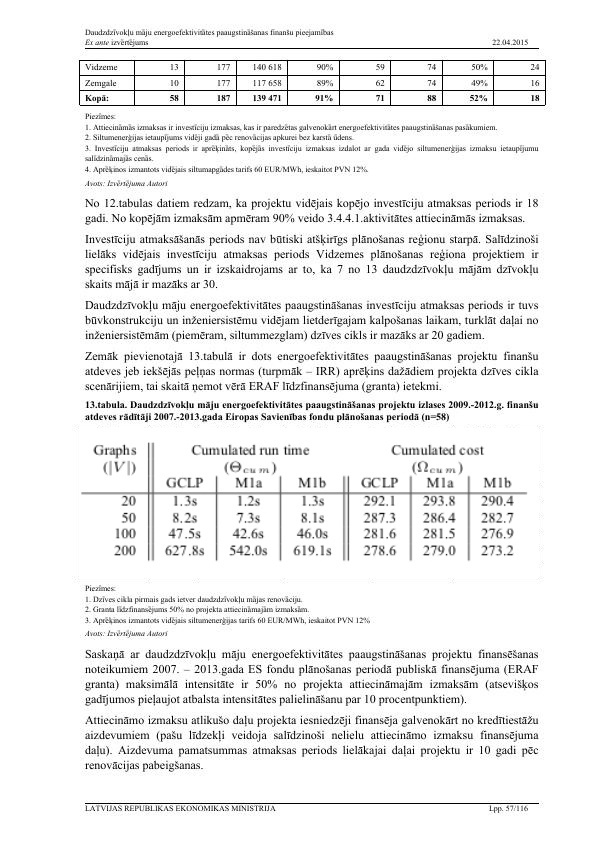 Daudzdzīvokļu māju energoefektivitātes paaugstināšanas finanšu pieejamības
Ex ante izvērtējums 22.04.2015
Vidzeme 13 177 140 618 90% 59 74 50% 24
Zemgale 10 177 117 658 89% 62 74 49% 16
Kopā: 58 187 139 471 91% 71 88 52% 18
Piezīmes:
1. Attiecināmās izmaksas ir investīciju izmaksas, kas ir paredzētas galvenokārt energoefektivitātes paaugstināšanas pasākumiem.
2. Siltumenerģijas ietaupījums vidēji gadā pēc renovācijas apkurei bez karstā ūdens.
3. Investīciju atmaksas periods ir aprēķināts, kopējās investīciju izmaksas izdalot ar gada vidējo siltumenerģijas izmaksu ietaupījumu
salīdzināmajās cenās.
4. Aprēķinos izmantots vidējais siltumapgādes tarifs 60 EUR/MWh, ieskaitot PVN 12%.
Avots: Izvērtējuma Autori
No 12.tabulas datiem redzam, ka projektu vidējais kopējo investīciju atmaksas periods ir 18
gadi. No kopējām izmaksām apmēram 90% veido 3.4.4.1.aktivitātes attiecināmās izmaksas.
Investīciju atmaksāšanās periods nav būtiski atšķirīgs plānošanas reģionu starpā. Salīdzinoši
lielāks vidējais investīciju atmaksas periods Vidzemes plānošanas reģiona projektiem ir
specifisks gadījums un ir izskaidrojams ar to, ka 7 no 13 daudzdzīvokļu mājām dzīvokļu
skaits mājā ir mazāks ar 30.
Daudzdzīvokļu māju energoefektivitātes paaugstināšanas investīciju atmaksas periods ir tuvs
būvkonstrukciju un inženiersistēmu vidējam lietderīgajam kalpošanas laikam, turklāt daļai no
inženiersistēmām (piemēram, siltummezglam) dzīves cikls ir mazāks ar 20 gadiem.
Zemāk pievienotajā 13.tabulā ir dots energoefektivitātes paaugstināšanas projektu finanšu
atdeves jeb iekšējās peļņas normas (turpmāk – IRR) aprēķins dažādiem projekta dzīves cikla
scenārijiem, tai skaitā ņemot vērā ERAF līdzfinansējuma (granta) ietekmi.
13.tabula. Daudzdzīvokļu māju energoefektivitātes paaugstināšanas projektu izlases 2009.-2012.g. finanšu
atdeves rādītāji 2007.-2013.gada Eiropas Savienības fondu plānošanas periodā (n=58)
Graphs Cumulated run time Cumulated cost
(|V|) (Θcum) (Ωcum)
GCLP M1a M1b GCLP M1a M1b
20 1.3s 1.2s 1.3s 292.1 293.8 290.4
50 8.2s 7.3s 8.1s 287.3 286.4 282.7
100 47.5s 42.6s 46.0s 281.6 281.5 276.9
200 627.8s 542.0s 619.1s 278.6 279.0 273.2
Piezīmes:
1. Dzīves cikla pirmais gads ietver daudzdzīvokļu mājas renovāciju.
2. Granta līdzfinansējums 50% no projekta attiecināmajām izmaksām.
3. Aprēķinos izmantots vidējais siltumenerģijas tarifs 60 EUR/MWh, ieskaitot PVN 12%
Avots: Izvērtējuma Autori
Saskaņā ar daudzdzīvokļu māju energoefektivitātes paaugstināšanas projektu finansēšanas
noteikumiem 2007. – 2013.gada ES fondu plānošanas periodā publiskā finansējuma (ERAF
granta) maksimālā intensitāte ir 50% no projekta attiecināmajām izmaksām (atsevišķos
gadījumos pieļaujot atbalsta intensitātes palielināšanu par 10 procentpunktiem).
Attiecināmo izmaksu atlikušo daļu projekta iesniedzēji finansēja galvenokārt no kredītiestāžu
aizdevumiem (pašu līdzekļi veidoja salīdzinoši nelielu attiecināmo izmaksu finansējuma
daļu). Aizdevuma pamatsummas atmaksas periods lielākajai daļai projektu ir 10 gadi pēc
renovācijas pabeigšanas.
LATVIJAS REPUBLIKAS EKONOMIKAS MINISTRIJA Lpp. 57/116